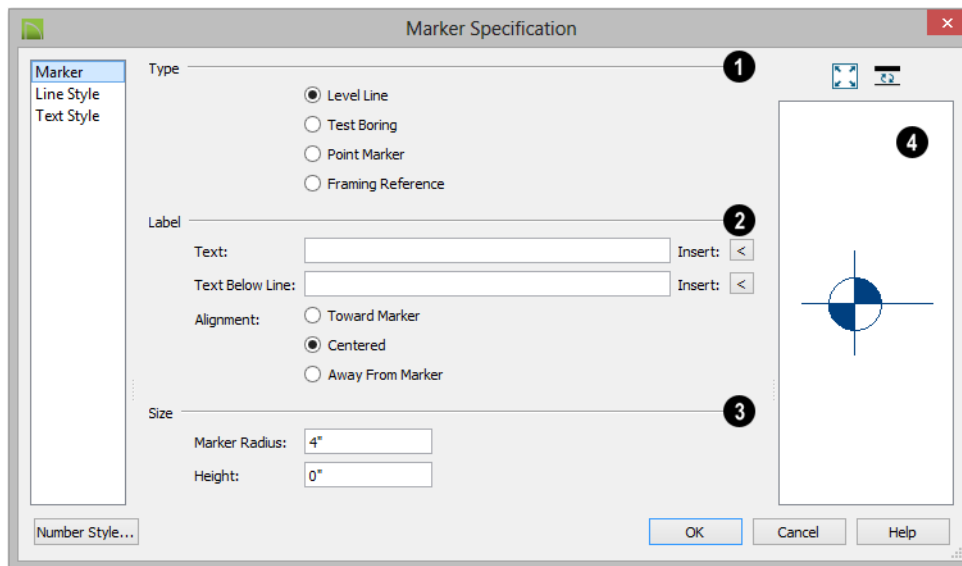 Marker Specification
Marker
Line Style
Text Style
Type
1
Level Line
Test Boring
Point Marker
Framing Reference
Label
2
Text:
Insert: <
Text Below Line:
Insert: <
Alignment:
Toward Marker
Centered
Away From Marker
Size
3
Marker Radius: 4"
Height: 0"
4
Number Style...
OK
Cancel
Help